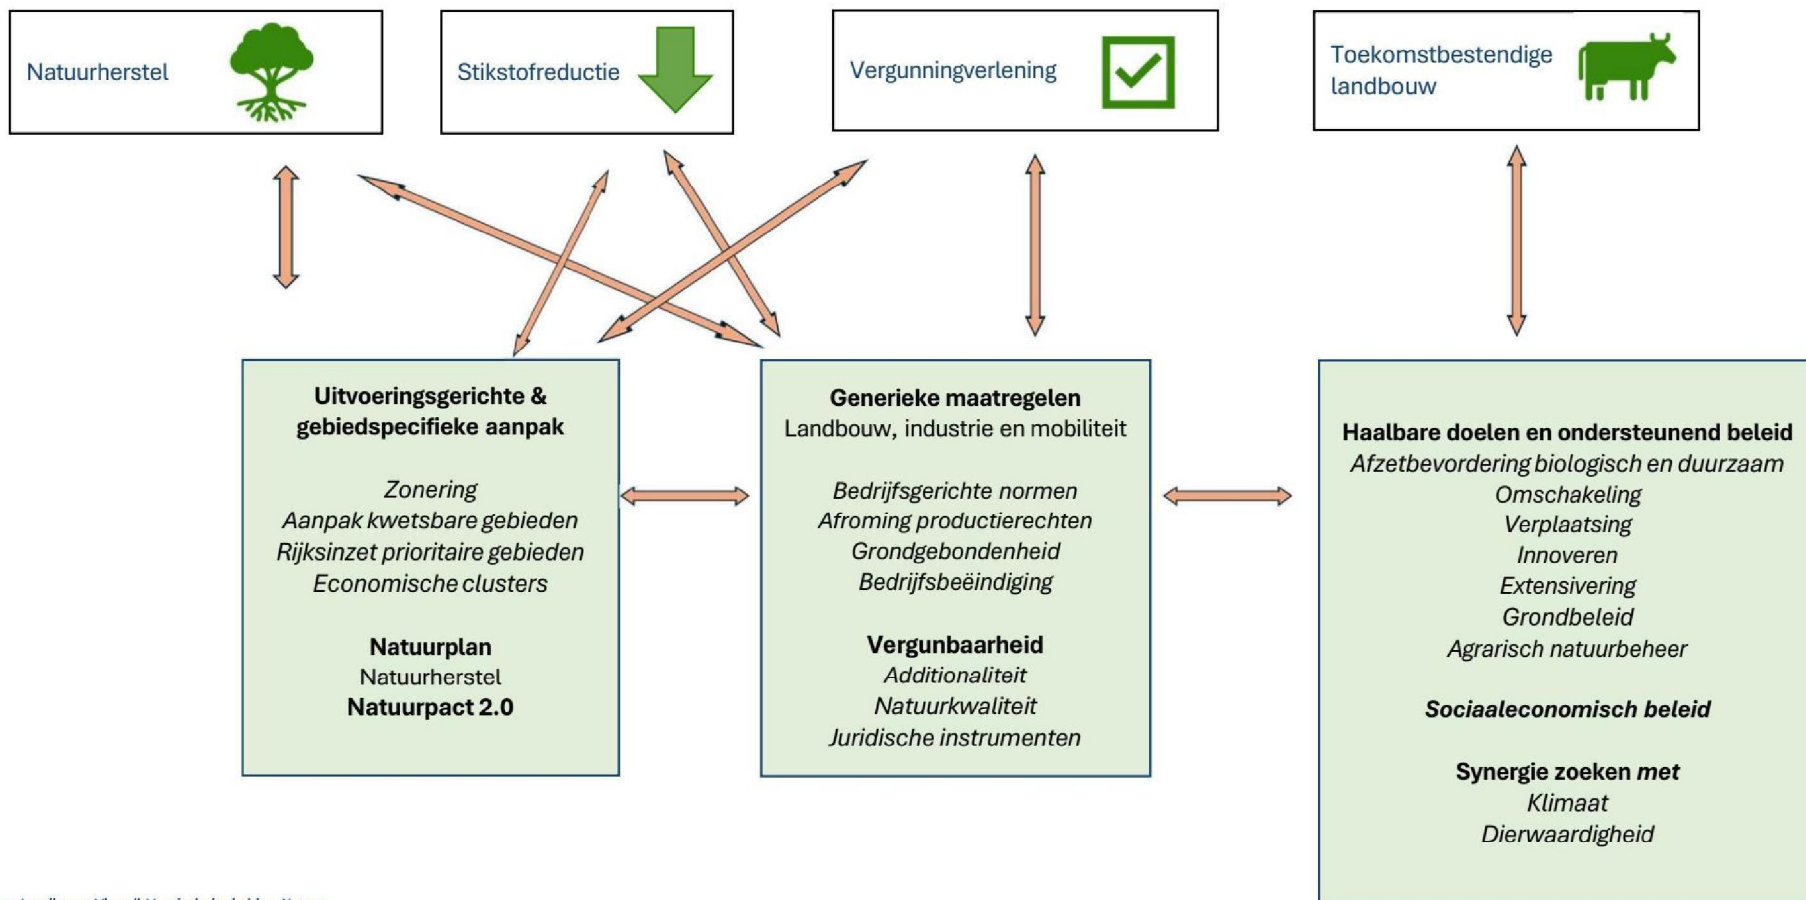 Natuurherstel
Stikstofreductie
Vergunningverlening
Toekomstbestendige
landbouw
Uitvoeringsgerichte &
gebiedspecifieke aanpak
Zonering
Aanpak kwetsbare gebieden
Rijksinzet prioritaire gebieden
Economische clusters
Natuurplan
Natuurherstel
Natuurpact 2.0
Generieke maatregelen
Landbouw, industrie en mobiliteit
Bedrijfsgerichte normen
Afroming productierechten
Grondgebondenheid
Bedrijfsbeëindiging
Vergunbaarheid
Additionaliteit
Natuurkwaliteit
Juridische instrumenten
Haalbare doelen en ondersteunend beleid
Afzetbevordering biologisch en duurzaam
Omschakeling
Verplaatsing
Innoveren
Extensivering
Grondbeleid
Agrarisch natuurbeheer
Sociaaleconomisch beleid
Synergie zoeken met
Klimaat
Dierwaardigheid